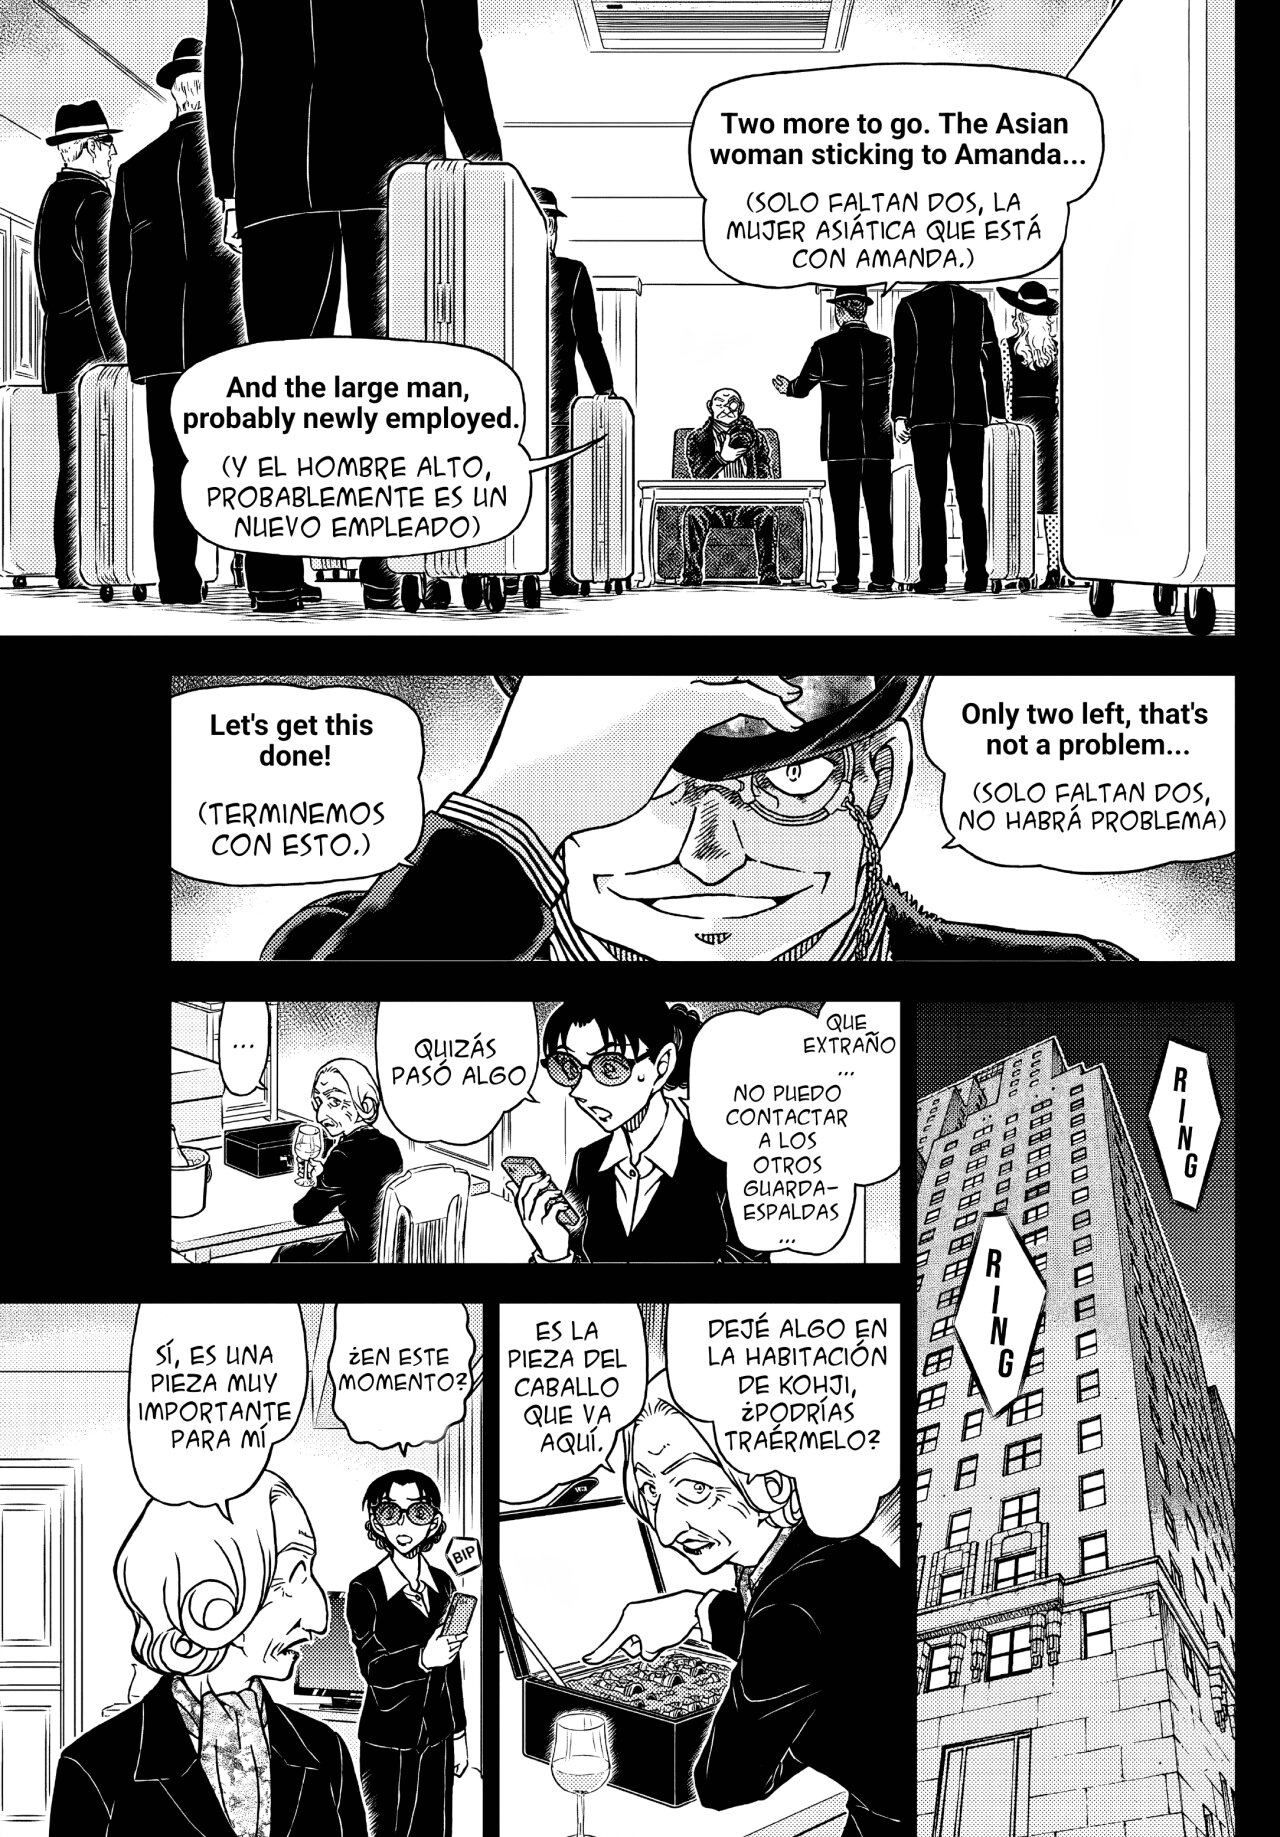 Two more to go. The Asian
woman sticking to Amanda...
(SOLO FALTAN DOS, LA
MUJER ASIÁTICA QUE ESTÁ
CON AMANDA.)
And the large man,
probably newly employed.
(Y EL HOMBRE ALTO,
PROBABLEMENTE ES UN
NUEVO EMPLEADO)
Only two left, that's
not a problem...
(SOLO FALTAN DOS,
NO HABRÁ PROBLEMA)
Let's get this
done!
(TERMINEMOS
CON ESTO.)
RING
RING
QUE
EXTRAÑO
...
NO PUEDO
CONTACTAR
A LOS
OTROS
GUARDA-
ESPALDAS
...
QUIZÁS
PASÓ ALGO
...
DEJÉ ALGO EN
LA HABITACIÓN
DE KOHJI,
¿PODRÍAS
TRAÉRMELO?
ES LA
PIEZA DEL
CABALLO
QUE VA
AQUÍ.
¿EN ESTE
MOMENTO?
BIP
SÍ, ES UNA
PIEZA MUY
IMPORTANTE
PARA MÍ